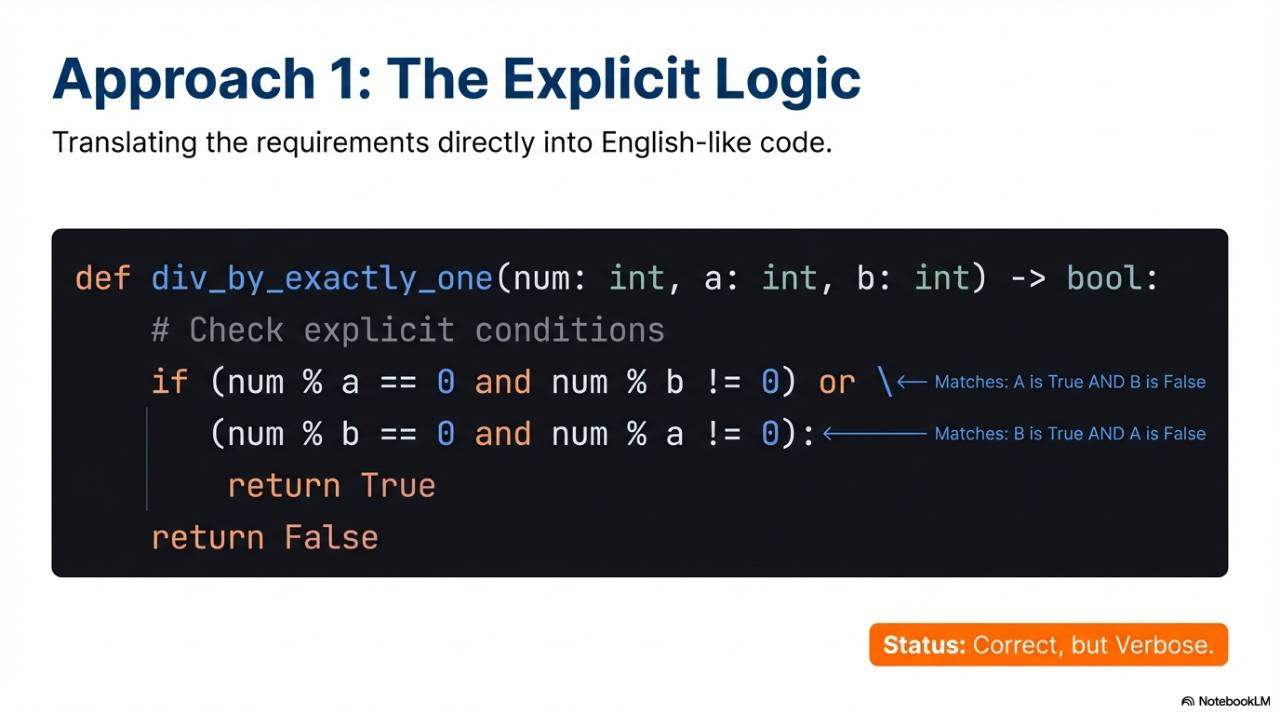 Approach 1: The Explicit Logic
Translating the requirements directly into English-like code.
def div_by_exactly_one(num: int, a: int, b: int) -> bool:
# Check explicit conditions
if (num % a == 0 and num % b != 0) or \ ← Matches: A is True AND B is False
(num % b == 0 and num % a != 0): ← Matches: B is True AND A is False
return True
return False
Status: Correct, but Verbose.
NotebookLM